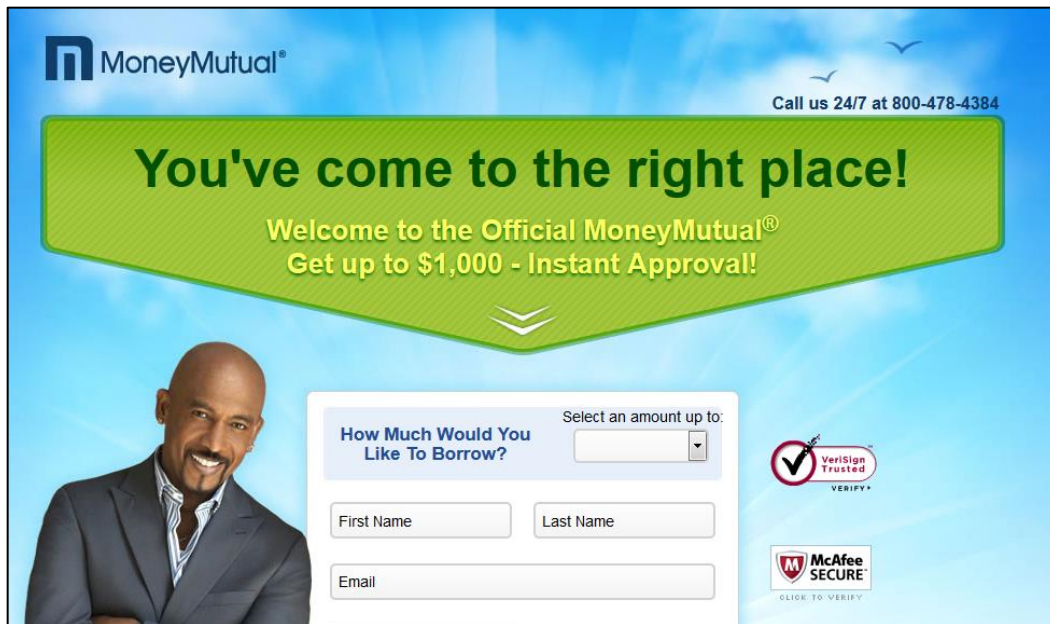 MoneyMutual®
Call us 24/7 at 800-478-4384
You've come to the right place!
Welcome to the Official MoneyMutual®
Get up to $1,000 - Instant Approval!
Select an amount up to:
How Much Would You
Like To Borrow?
First Name
Last Name
Email
VeriSign™
Trusted
VERIFY
McAfee
SECURE™
CLICK TO VERIFY